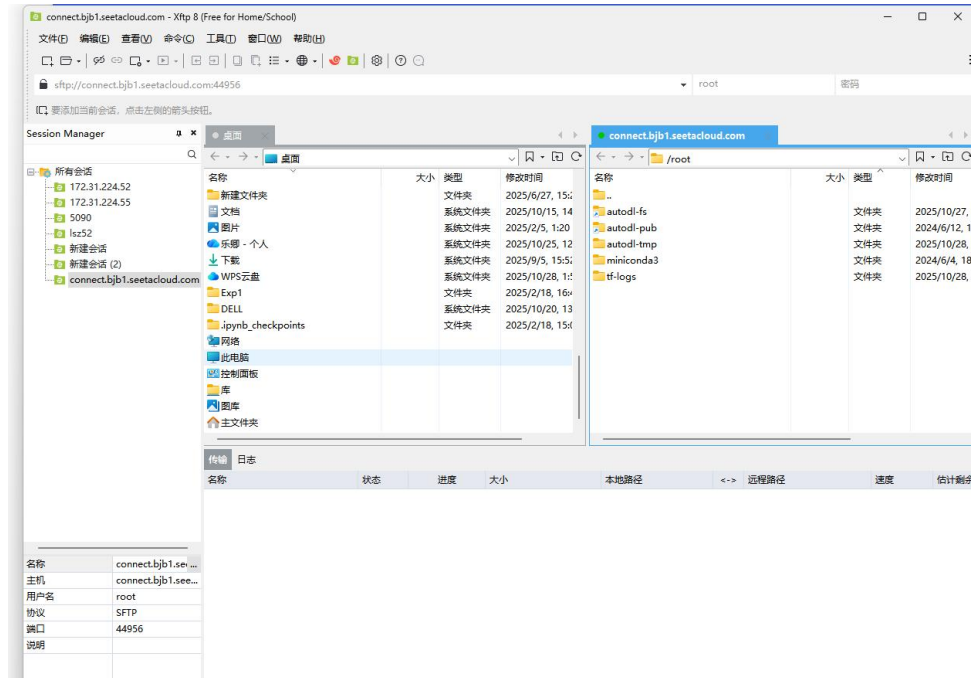 connect.bjb1.seetacloud.com - Xftp 8 (Free for Home/School)
文件(F) 编辑(E) 查看(V) 命令(C) 工具(T) 窗口(W) 帮助(H)
sftp://connect.bjb1.seetacloud.com:44956 root 密码
要添加当前会话，点击左侧的箭头按钮。
Session Manager
所有会话
172.31.224.52
172.31.224.55
5090
lsz52
新建会话
新建会话 (2)
connect.bjb1.seetacloud.com
名称 connect.bjb1.see ...
主机 connect.bjb1.see...
用户名 root
协议 SFTP
端口 44956
说明
桌面
桌面
名称 大小 类型 修改时间
新建文件夹 文件夹 2025/6/27, 15:2
文档 系统文件夹 2025/10/15, 14
图片 系统文件夹 2025/2/5, 1:20
乐娜 - 个人 系统文件夹 2025/10/25, 12
下载 系统文件夹 2025/9/5, 15:52
WPS云盘 系统文件夹 2025/10/28, 1:5
Exp1 文件夹 2025/2/18, 16:4
DELL 系统文件夹 2025/10/20, 13
.ipynb_checkpoints 文件夹 2025/2/18, 15:0
网络
此电脑
控制面板
库
图库
主文件夹
connect.bjb1.seetacloud.com
/root
名称 大小 类型 修改时间
..
autodl-fs 文件夹 2025/10/27,
autodl-pub 文件夹 2024/6/12, 1
autodl-tmp 文件夹 2025/10/28,
miniconda3 文件夹 2024/6/4, 18
tf-logs 文件夹 2025/10/28,
传输 日志
名称 状态 进度 大小 本地路径 <-> 远程路径 速度 估计剩余